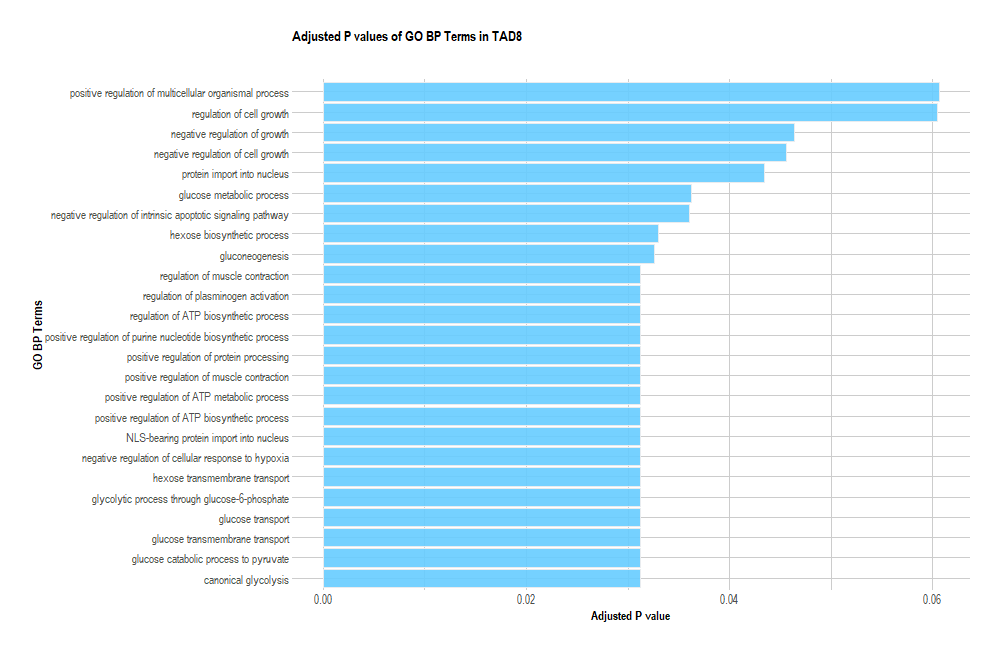 Adjusted P values of GO BP Terms in TAD8
positive regulation of multicellular organismal process
regulation of cell growth
negative regulation of growth
negative regulation of cell growth
protein import into nucleus
glucose metabolic process
negative regulation of intrinsic apoptotic signaling pathway
hexose biosynthetic process
gluconeogenesis
regulation of muscle contraction
regulation of plasminogen activation
regulation of ATP biosynthetic process
positive regulation of purine nucleotide biosynthetic process
positive regulation of protein processing
positive regulation of muscle contraction
positive regulation of ATP metabolic process
positive regulation of ATP biosynthetic process
NLS-bearing protein import into nucleus
negative regulation of cellular response to hypoxia
hexose transmembrane transport
glycolytic process through glucose-6-phosphate
glucose transport
glucose transmembrane transport
glucose catabolic process to pyruvate
canonical glycolysis
GO BP Terms
0.00 0.02 0.04 0.06
Adjusted P value